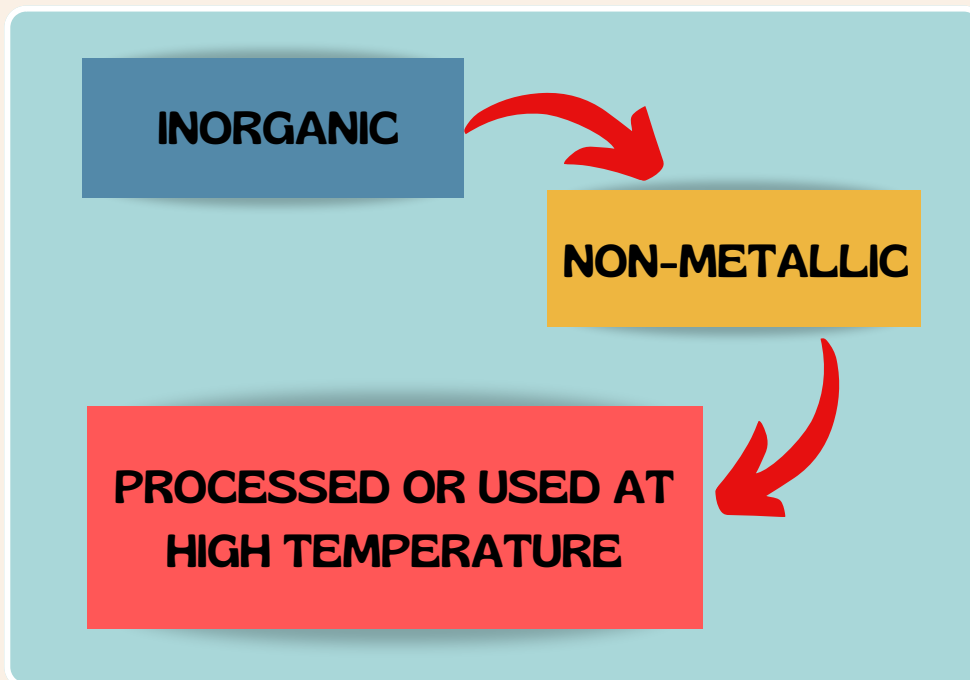 INORGANIC
NON-METALLIC
PROCESSED OR USED AT
HIGH TEMPERATURE